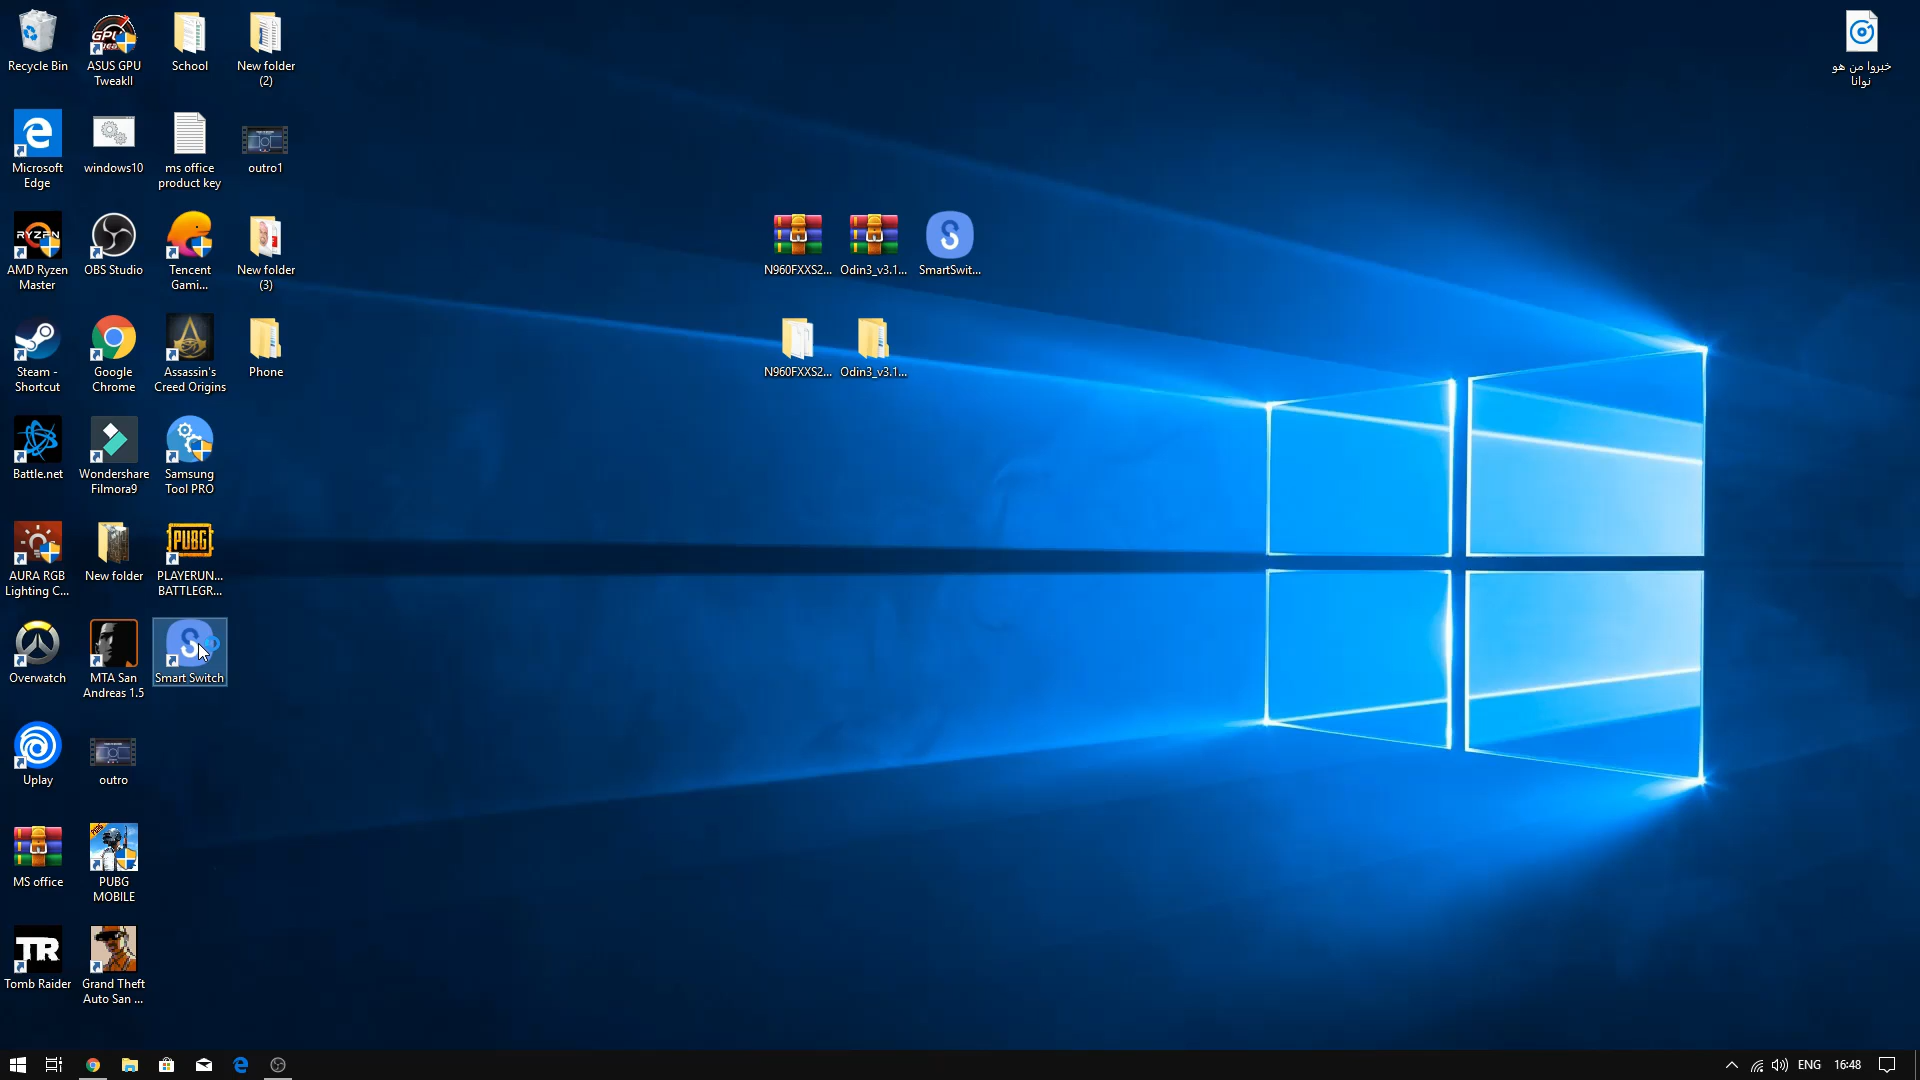 Recycle Bin
ASUS GPU
TweakII
School
New folder
(2)
خبروا من هو
نوانا
Microsoft
Edge
windows10
ms office
product key
outro1
AMD Ryzen
Master
OBS Studio
Tencent
Gami...
New folder
(3)
N960FXXS2...
Odin3_v3.1...
SmartSwit...
Steam -
Shortcut
Google
Chrome
Assassin's
Creed Origins
Phone
N960FXXS2...
Odin3_v3.1...
Battle.net
Wondershare
Filmora9
Samsung
Tool PRO
PUBG
AURA RGB
Lighting C...
New folder
PLAYERUN...
BATTLEGR...
Overwatch
MTA San
Andreas 1.5
Smart Switch
Uplay
outro
MS office
PUBG
MOBILE
TR
Tomb Raider
Grand Theft
Auto San ...
ENG
16:48